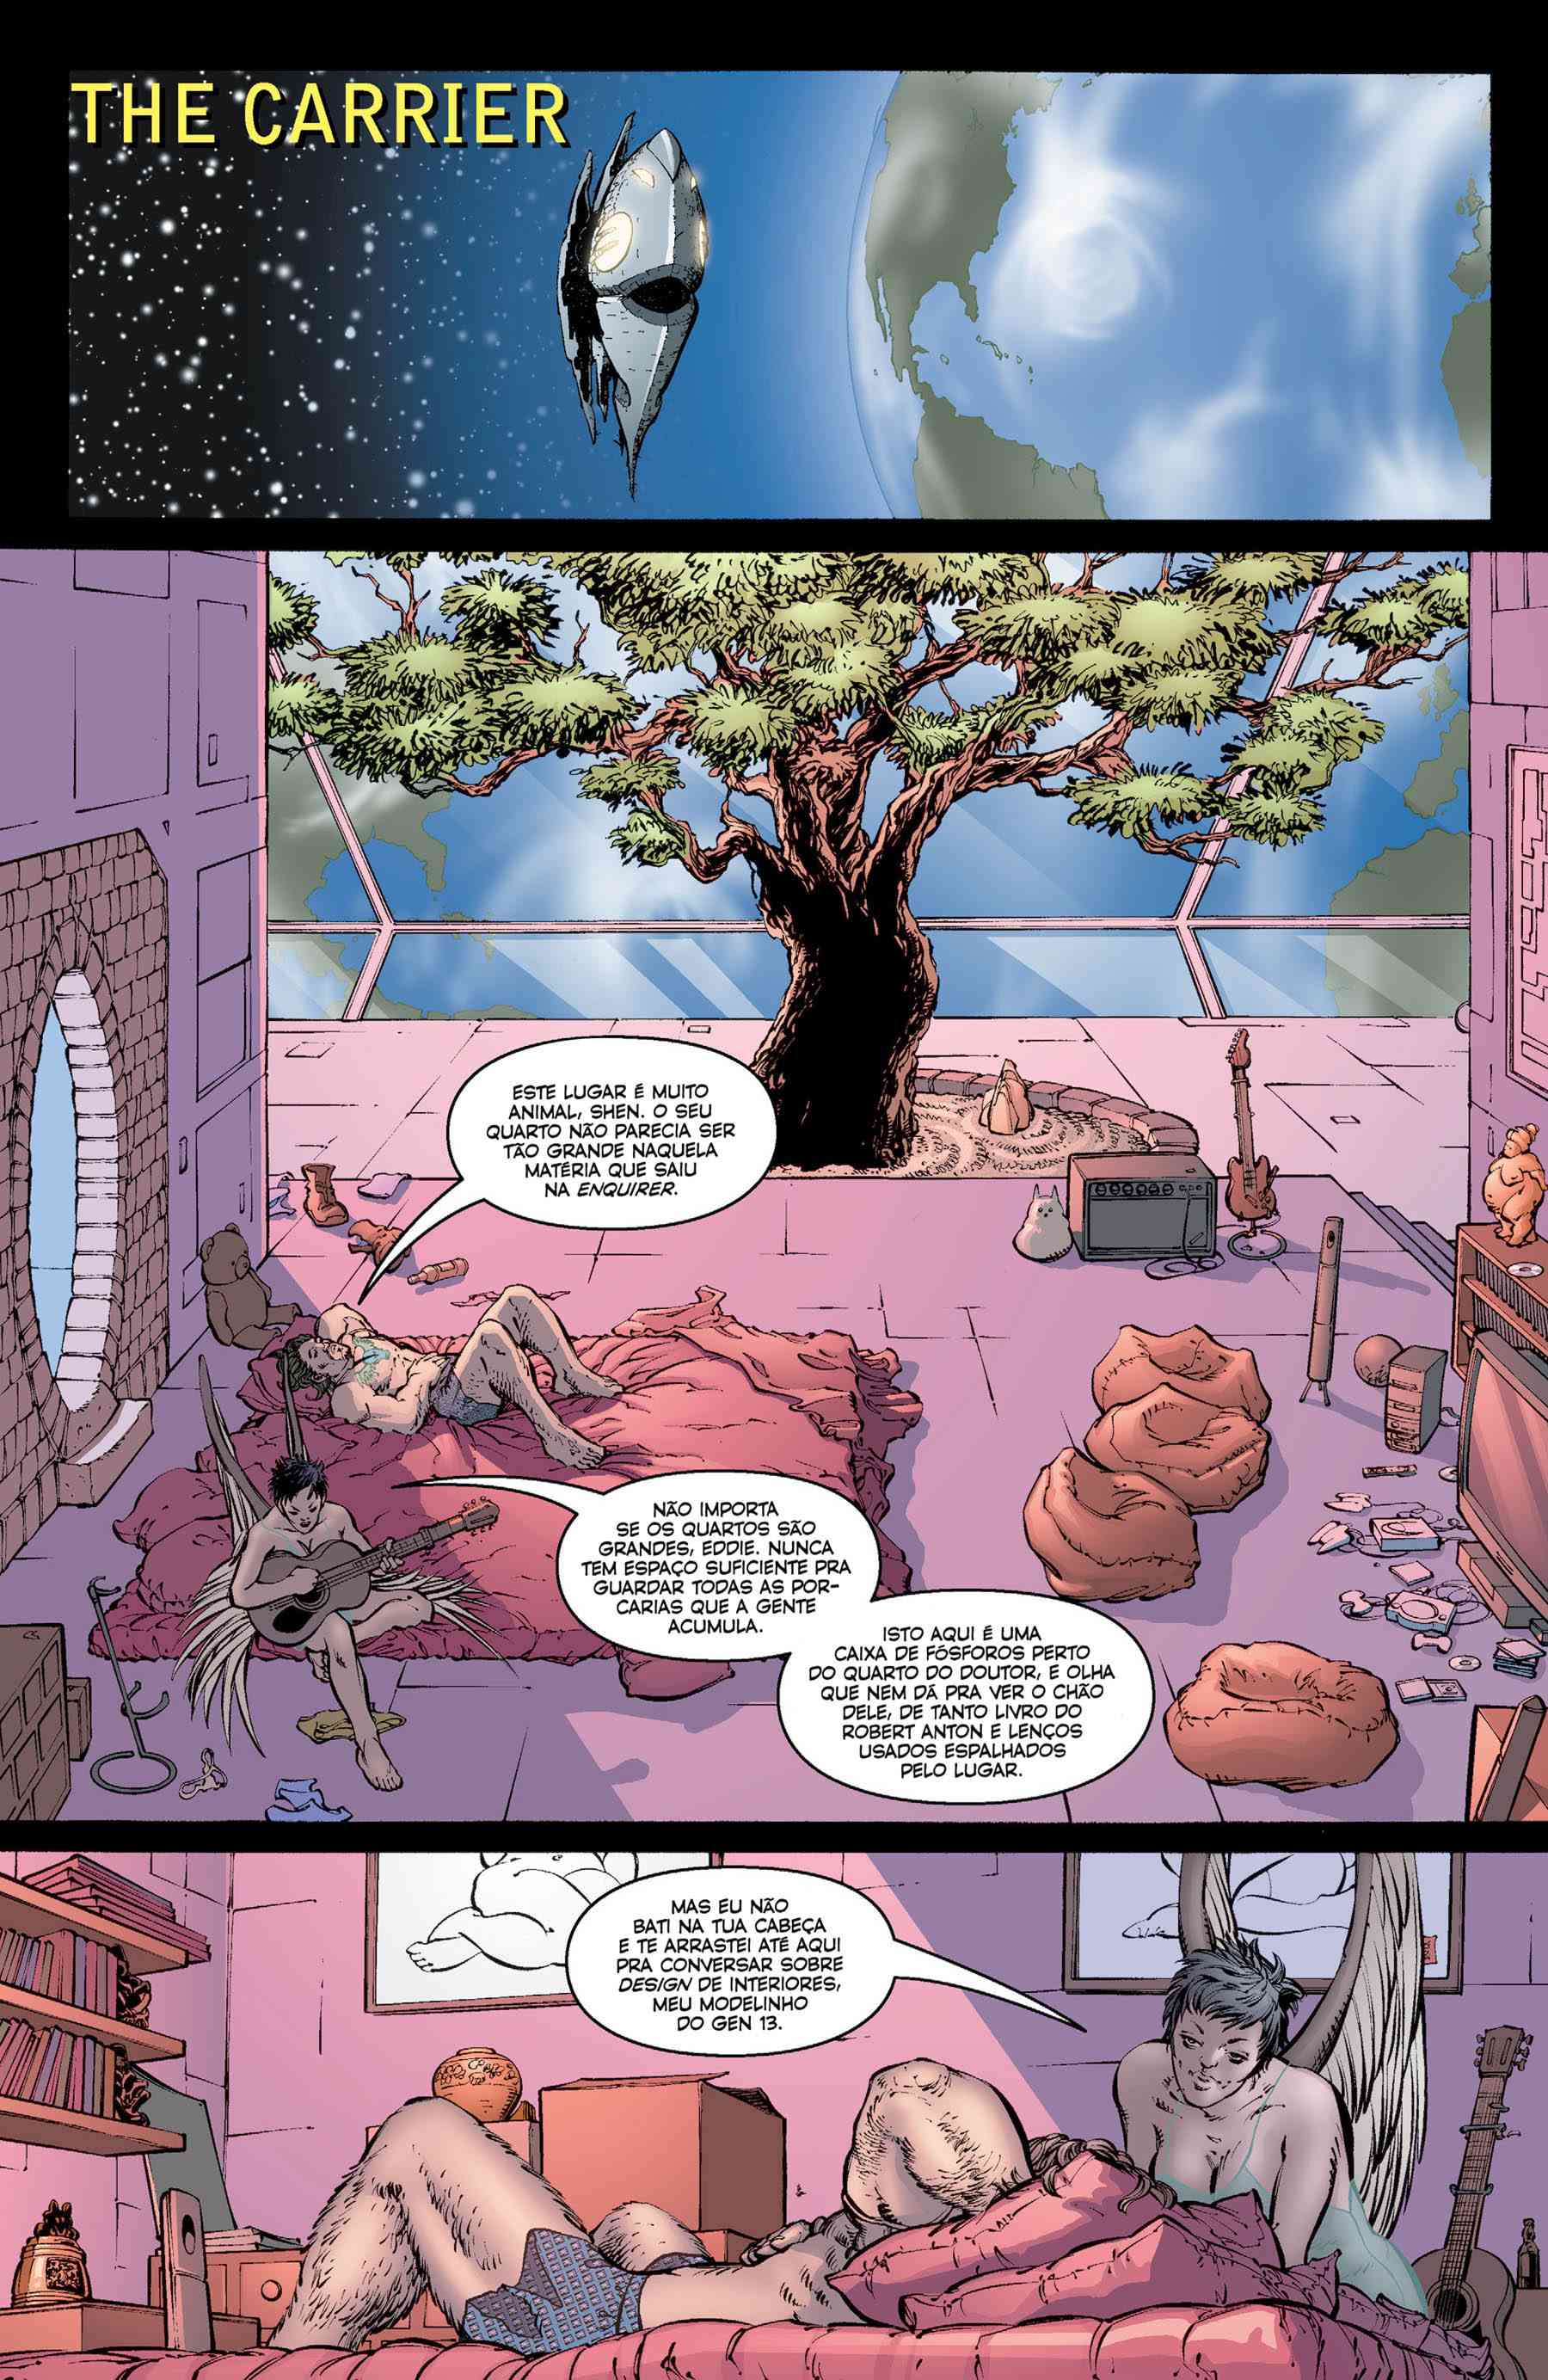 THE CARRIER
ESTE LUGAR É MUITO
ANIMAL, SHEN. O SEU
QUARTO NÃO PARECIA SER
TÃO GRANDE NAQUELA
MATÉRIA QUE SAIU
NA ENQUIRER.
NÃO IMPORTA
SE OS QUARTOS SÃO
GRANDES, EDDIE. NUNCA
TEM ESPAÇO SUFICIENTE PRA
GUARDAR TODAS AS POR-
CARIAS QUE A GENTE
ACUMULA.
ISTO AQUI É UMA
CAIXA DE FÓSFOROS PERTO
DO QUARTO DO DOUTOR, E OLHA
QUE NEM DÁ PRA VER O CHÃO
DELE, DE TANTO LIVRO DO
ROBERT ANTON E LENÇOS
USADOS ESPALHADOS
PELO LUGAR.
MAS EU NÃO
BATI NA TUA CABEÇA
E TE ARRASTEI ATÉ AQUI
PRA CONVERSAR SOBRE
DESIGN DE INTERIORES,
MEU MODELINHO
DO GEN 13.